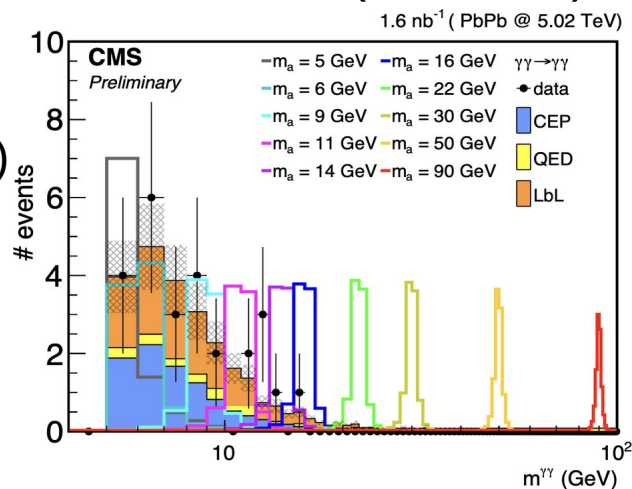 1.6 nb⁻¹ ( PbPb @ 5.02 TeV)
CMS
Preliminary
mₐ = 5 GeV
mₐ = 6 GeV
mₐ = 9 GeV
mₐ = 11 GeV
mₐ = 14 GeV
mₐ = 16 GeV
mₐ = 22 GeV
mₐ = 30 GeV
mₐ = 50 GeV
mₐ = 90 GeV
γγ→γγ
data
CEP
QED
LbL
# events
10
8
6
4
2
0
10
10²
m^γγ (GeV)